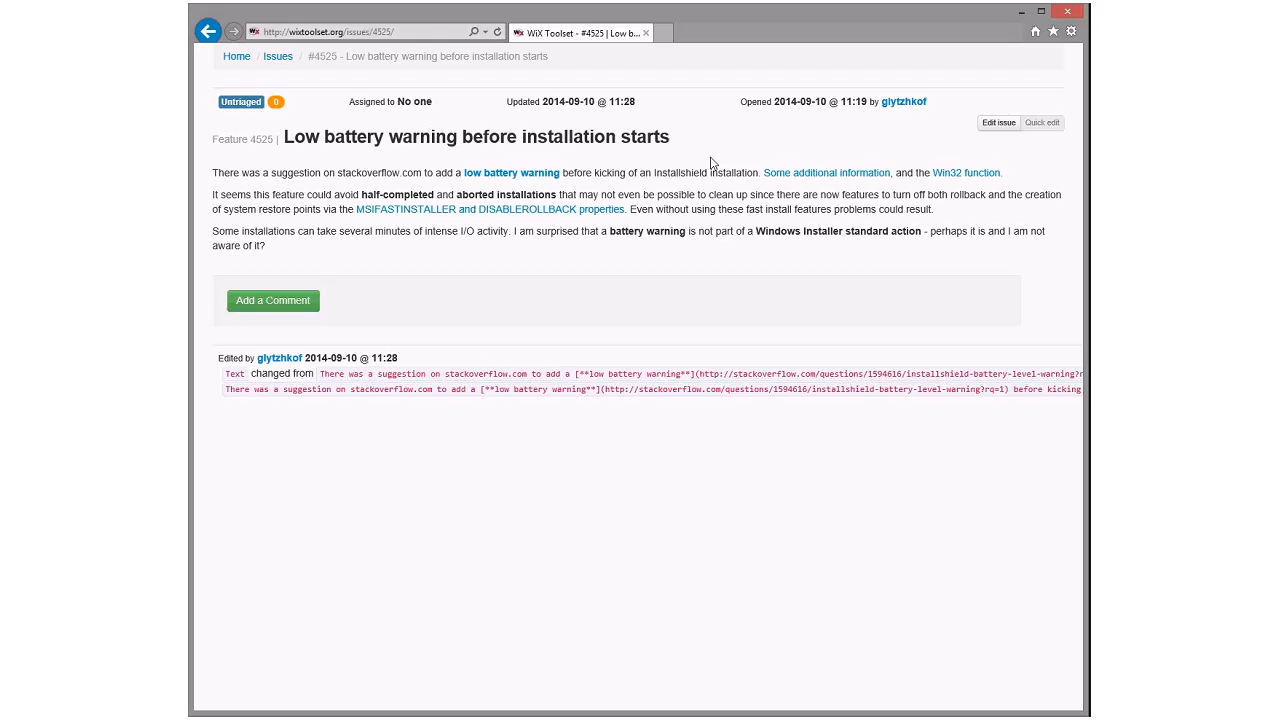 http://wixtoolset.org/issues/4525/
WiX Toolset - #4525 | Low b...
Home / Issues / #4525 - Low battery warning before installation starts
Untriaged 0 Assigned to No one Updated 2014-09-10 @ 11:28 Opened 2014-09-10 @ 11:19 by glytzhkof
Edit issue Quick edit
Feature 4525 | Low battery warning before installation starts
There was a suggestion on stackoverflow.com to add a low battery warning before kicking of an Installshield installation. Some additional information, and the Win32 function.
It seems this feature could avoid half-completed and aborted installations that may not even be possible to clean up since there are now features to turn off both rollback and the creation
of system restore points via the MSIFASTINSTALLER and DISABLEROLLBACK properties. Even without using these fast install features problems could result.
Some installations can take several minutes of intense I/O activity. I am surprised that a battery warning is not part of a Windows Installer standard action - perhaps it is and I am not
aware of it?
Add a Comment
Edited by glytzhkof 2014-09-10 @ 11:28
Text changed from There was a suggestion on stackoverflow.com to add a [**low battery warning**](http://stackoverflow.com/questions/1594616/installshield-battery-level-warning?r
There was a suggestion on stackoverflow.com to add a [**low battery warning**](http://stackoverflow.com/questions/1594616/installshield-battery-level-warning?rq=1) before kicking